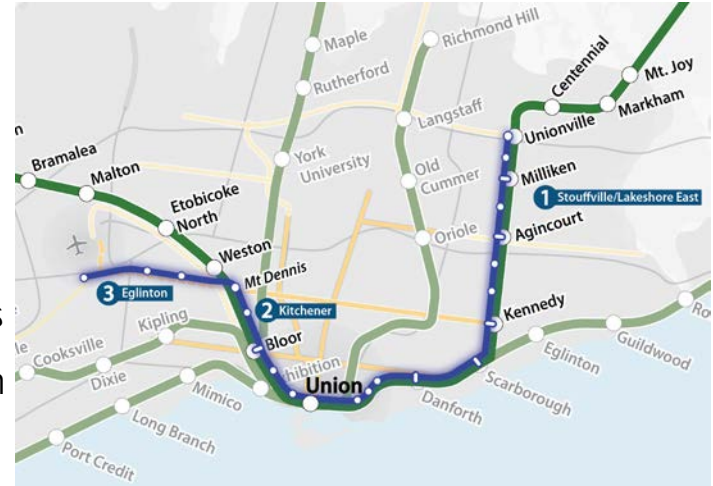 Maple
Rutherford
York
University
Richmond Hill
Langstaff
Old
Cummer
Oriole
Centennial
Mt. Joy
Markham
Unionville
Milliken
1 Stouffville/Lakeshore East
Agincourt
Kennedy
n
Bramalea
Malton
Etobicoke
North
Weston
Mt Dennis
3 Eglinton
2 Kitchener
Bloor
Kipling
s
le
Cooksville
Dixie
n
Mimico
Long Branch
Port Credit
hibition
Union
Danforth
Scarborough
Eglinton
Guildwood
Ro